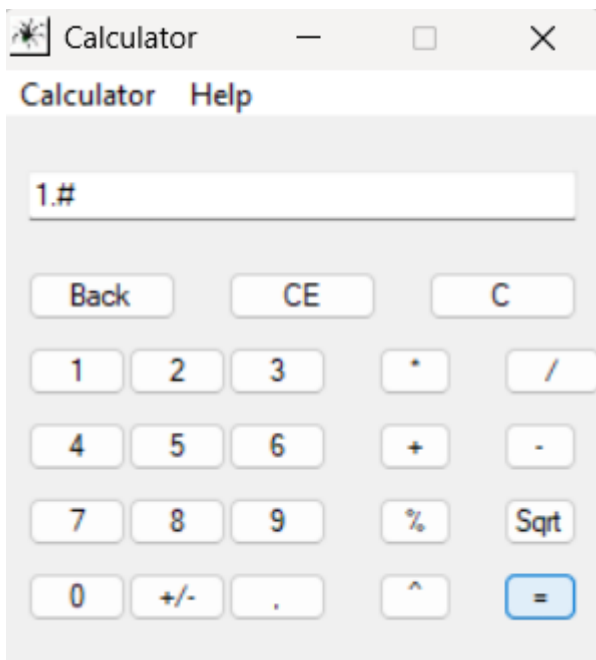 Calculator
Calculator Help
1.#
Back CE C
1 2 3 * /
4 5 6 + -
7 8 9 % Sqrt
0 +/- , ^ =